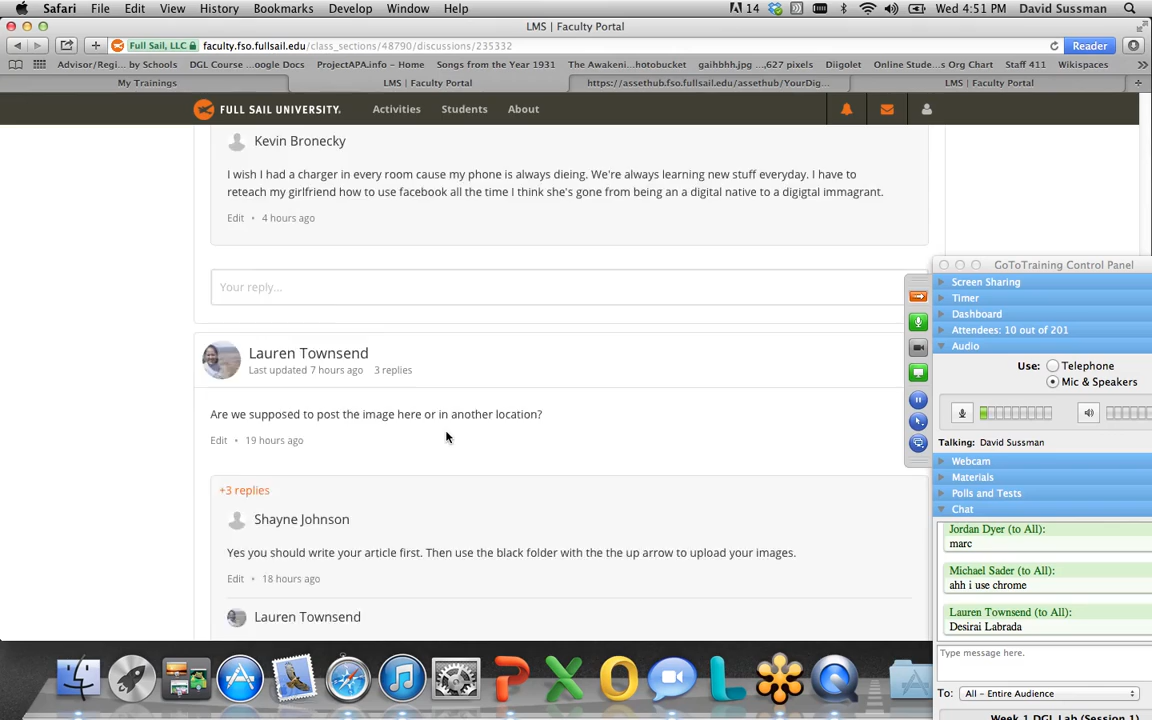 Safari File Edit View History Bookmarks Develop Window Help 14 Wed 4:51 PM David Sussman
LMS | Faculty Portal
Full Sail, LLC faculty.fso.fullsail.edu/class_sections/48790/discussions/235332 Reader
Advisor/Regi... by Schools DGL Course ...oogle Docs ProjectAPA.info - Home Songs from the Year 1931 The Awakeni...hotobucket gaihbhh.jpg ...,627 pixels Diigolet Online Stude...s Org Chart Staff 411 Wikispaces
My Trainings LMS | Faculty Portal https://assethub.fso.fullsail.edu/assethub/YourDig... LMS | Faculty Portal
FULL SAIL UNIVERSITY. Activities Students About
Kevin Bronecky
I wish I had a charger in every room cause my phone is always dieing. We're always learning new stuff everyday. I have to
reteach my girlfriend how to use facebook all the time I think she's gone from being an a digital native to a digigtal immagrant.
Edit • 4 hours ago
Your reply...
Lauren Townsend
Last updated 7 hours ago 3 replies
Are we supposed to post the image here or in another location?
Edit • 19 hours ago
+3 replies
Shayne Johnson
Yes you should write your article first. Then use the black folder with the the up arrow to upload your images.
Edit • 18 hours ago
Lauren Townsend
GoToTraining Control Panel
Screen Sharing
Timer
Dashboard
Attendees: 10 out of 201
Audio
Use: Telephone
Mic & Speakers
Talking: David Sussman
Webcam
Materials
Polls and Tests
Chat
Jordan Dyer (to All):
marc
Michael Sader (to All):
ahh i use chrome
Lauren Townsend (to All):
Desirai Labrada
Type message here.
To: All - Entire Audience
Week 1 DGL Lab (Session 1)